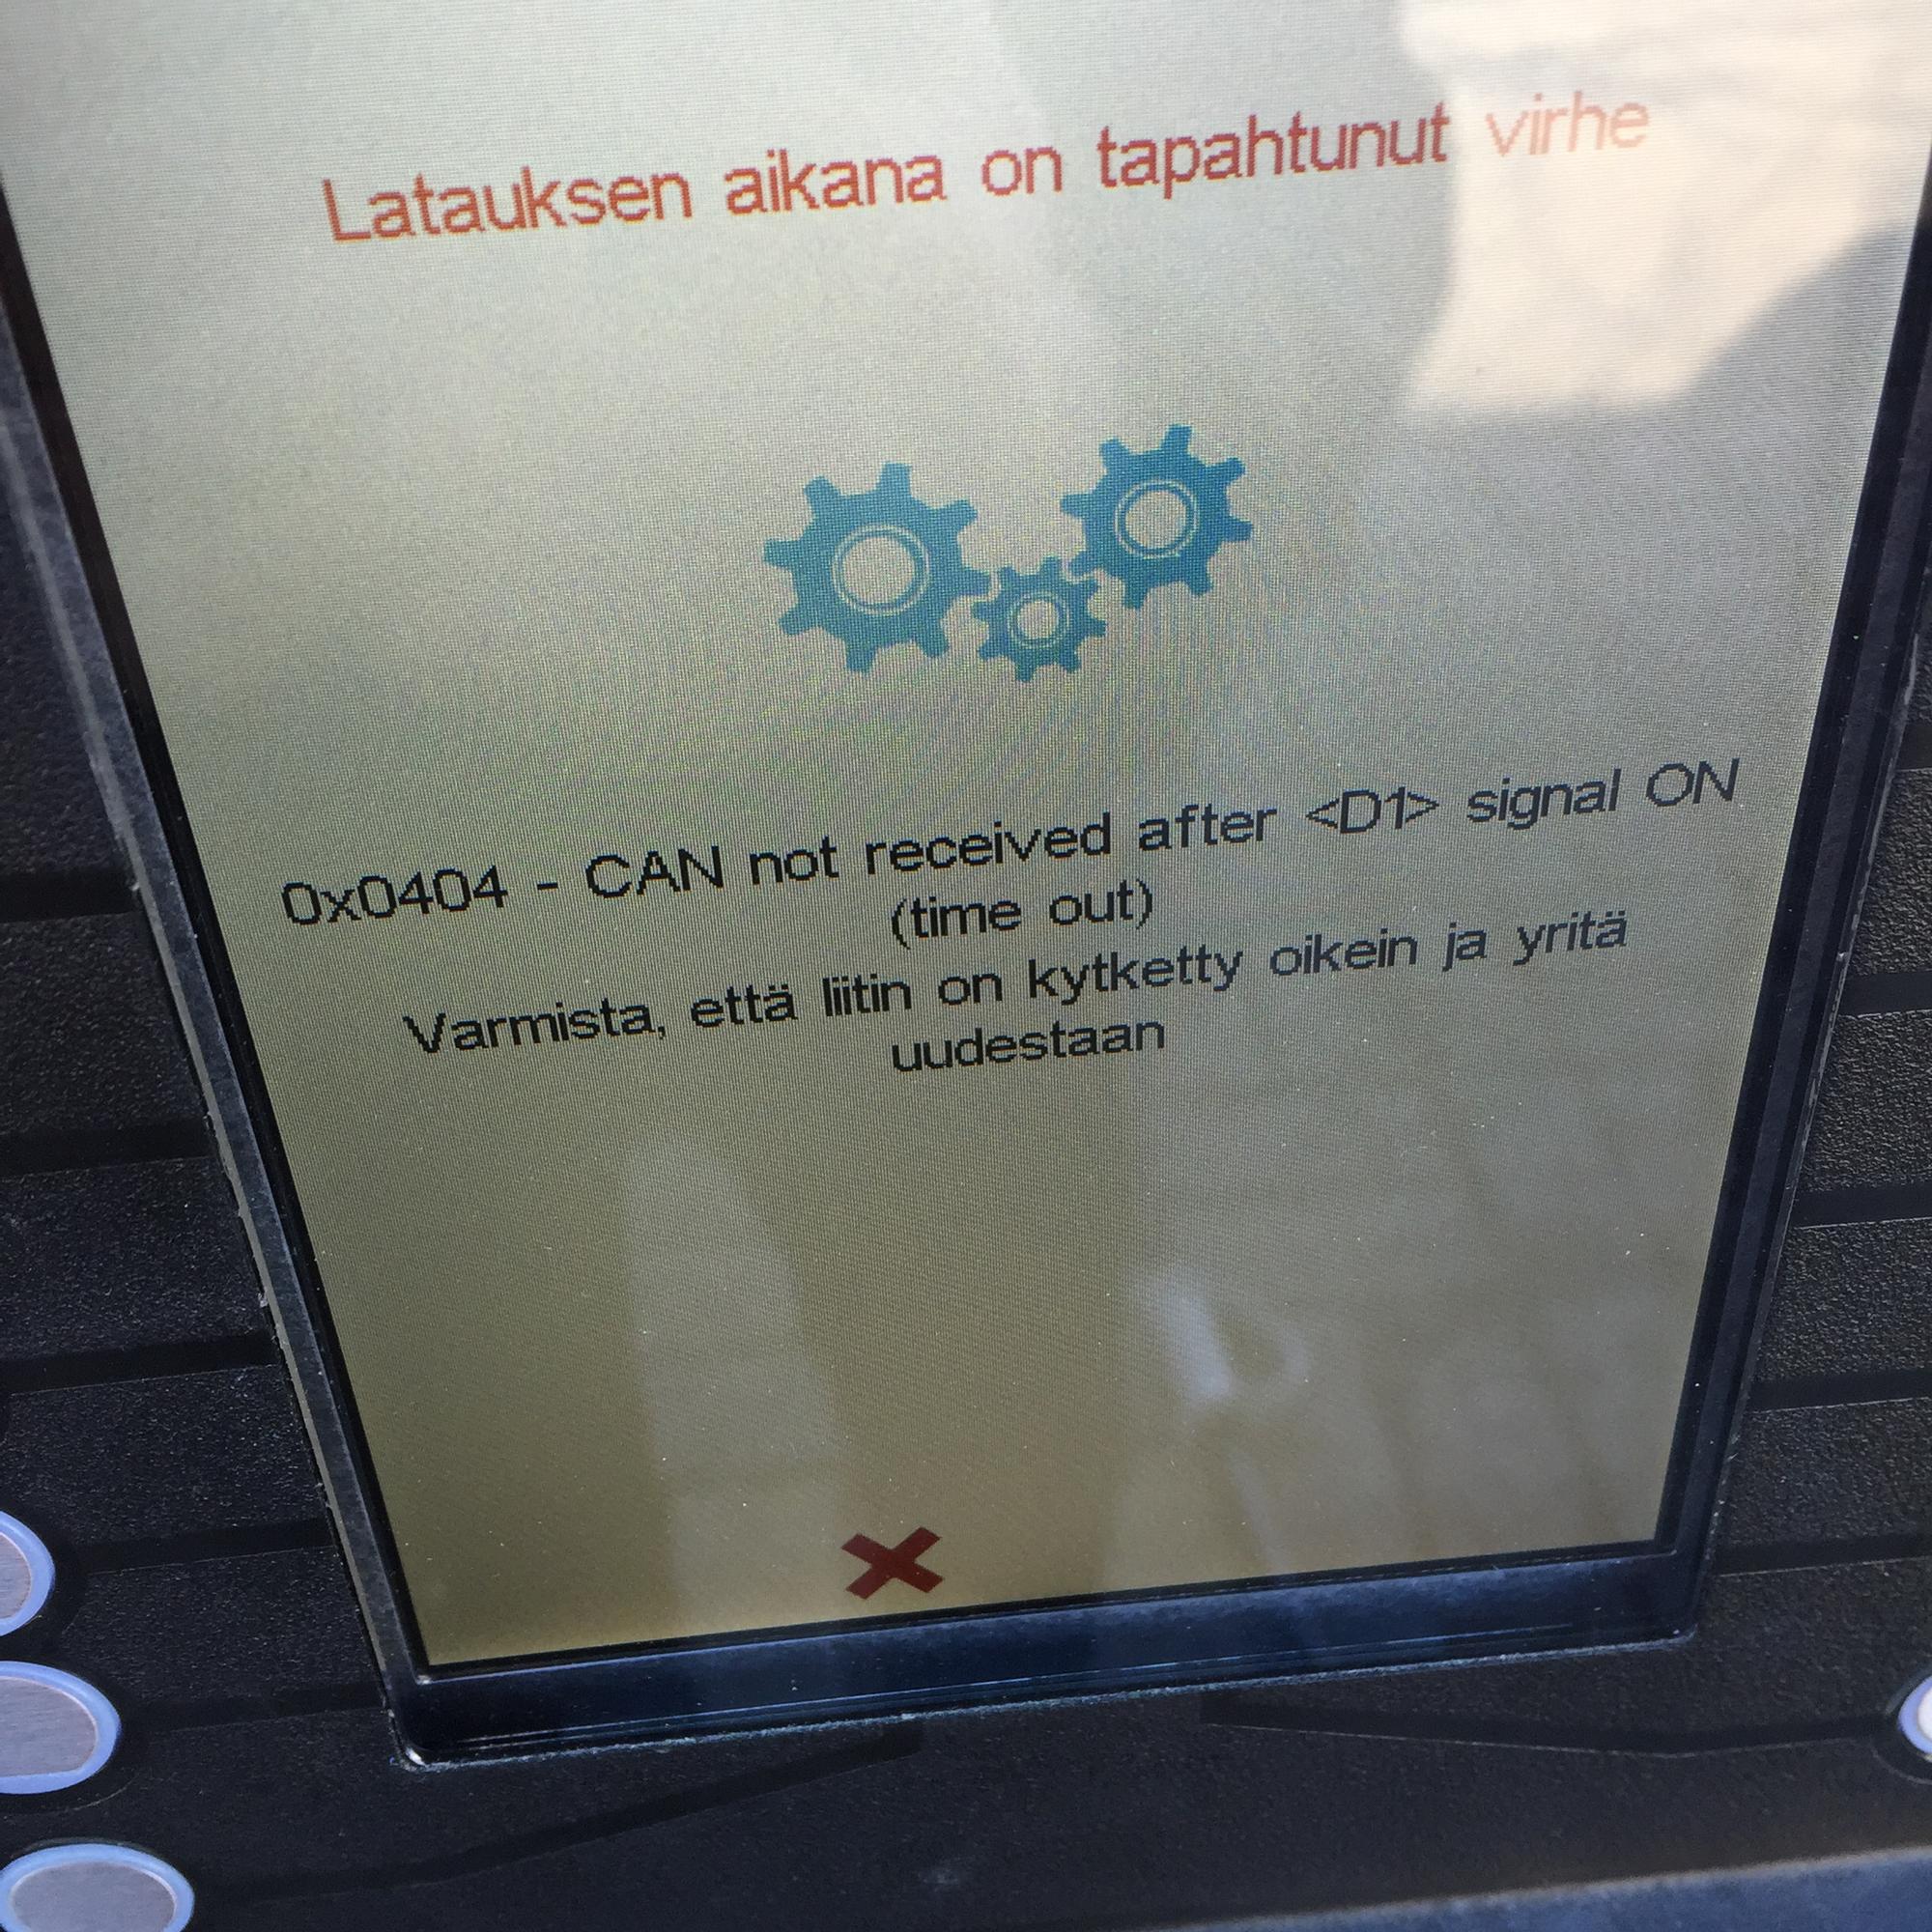 Latauksen aikana on tapahtunut virhe
0x0404 - CAN not received after <D1> signal ON
(time out)
Varmista, että liitin on kytketty oikein ja yritä
uudestaan